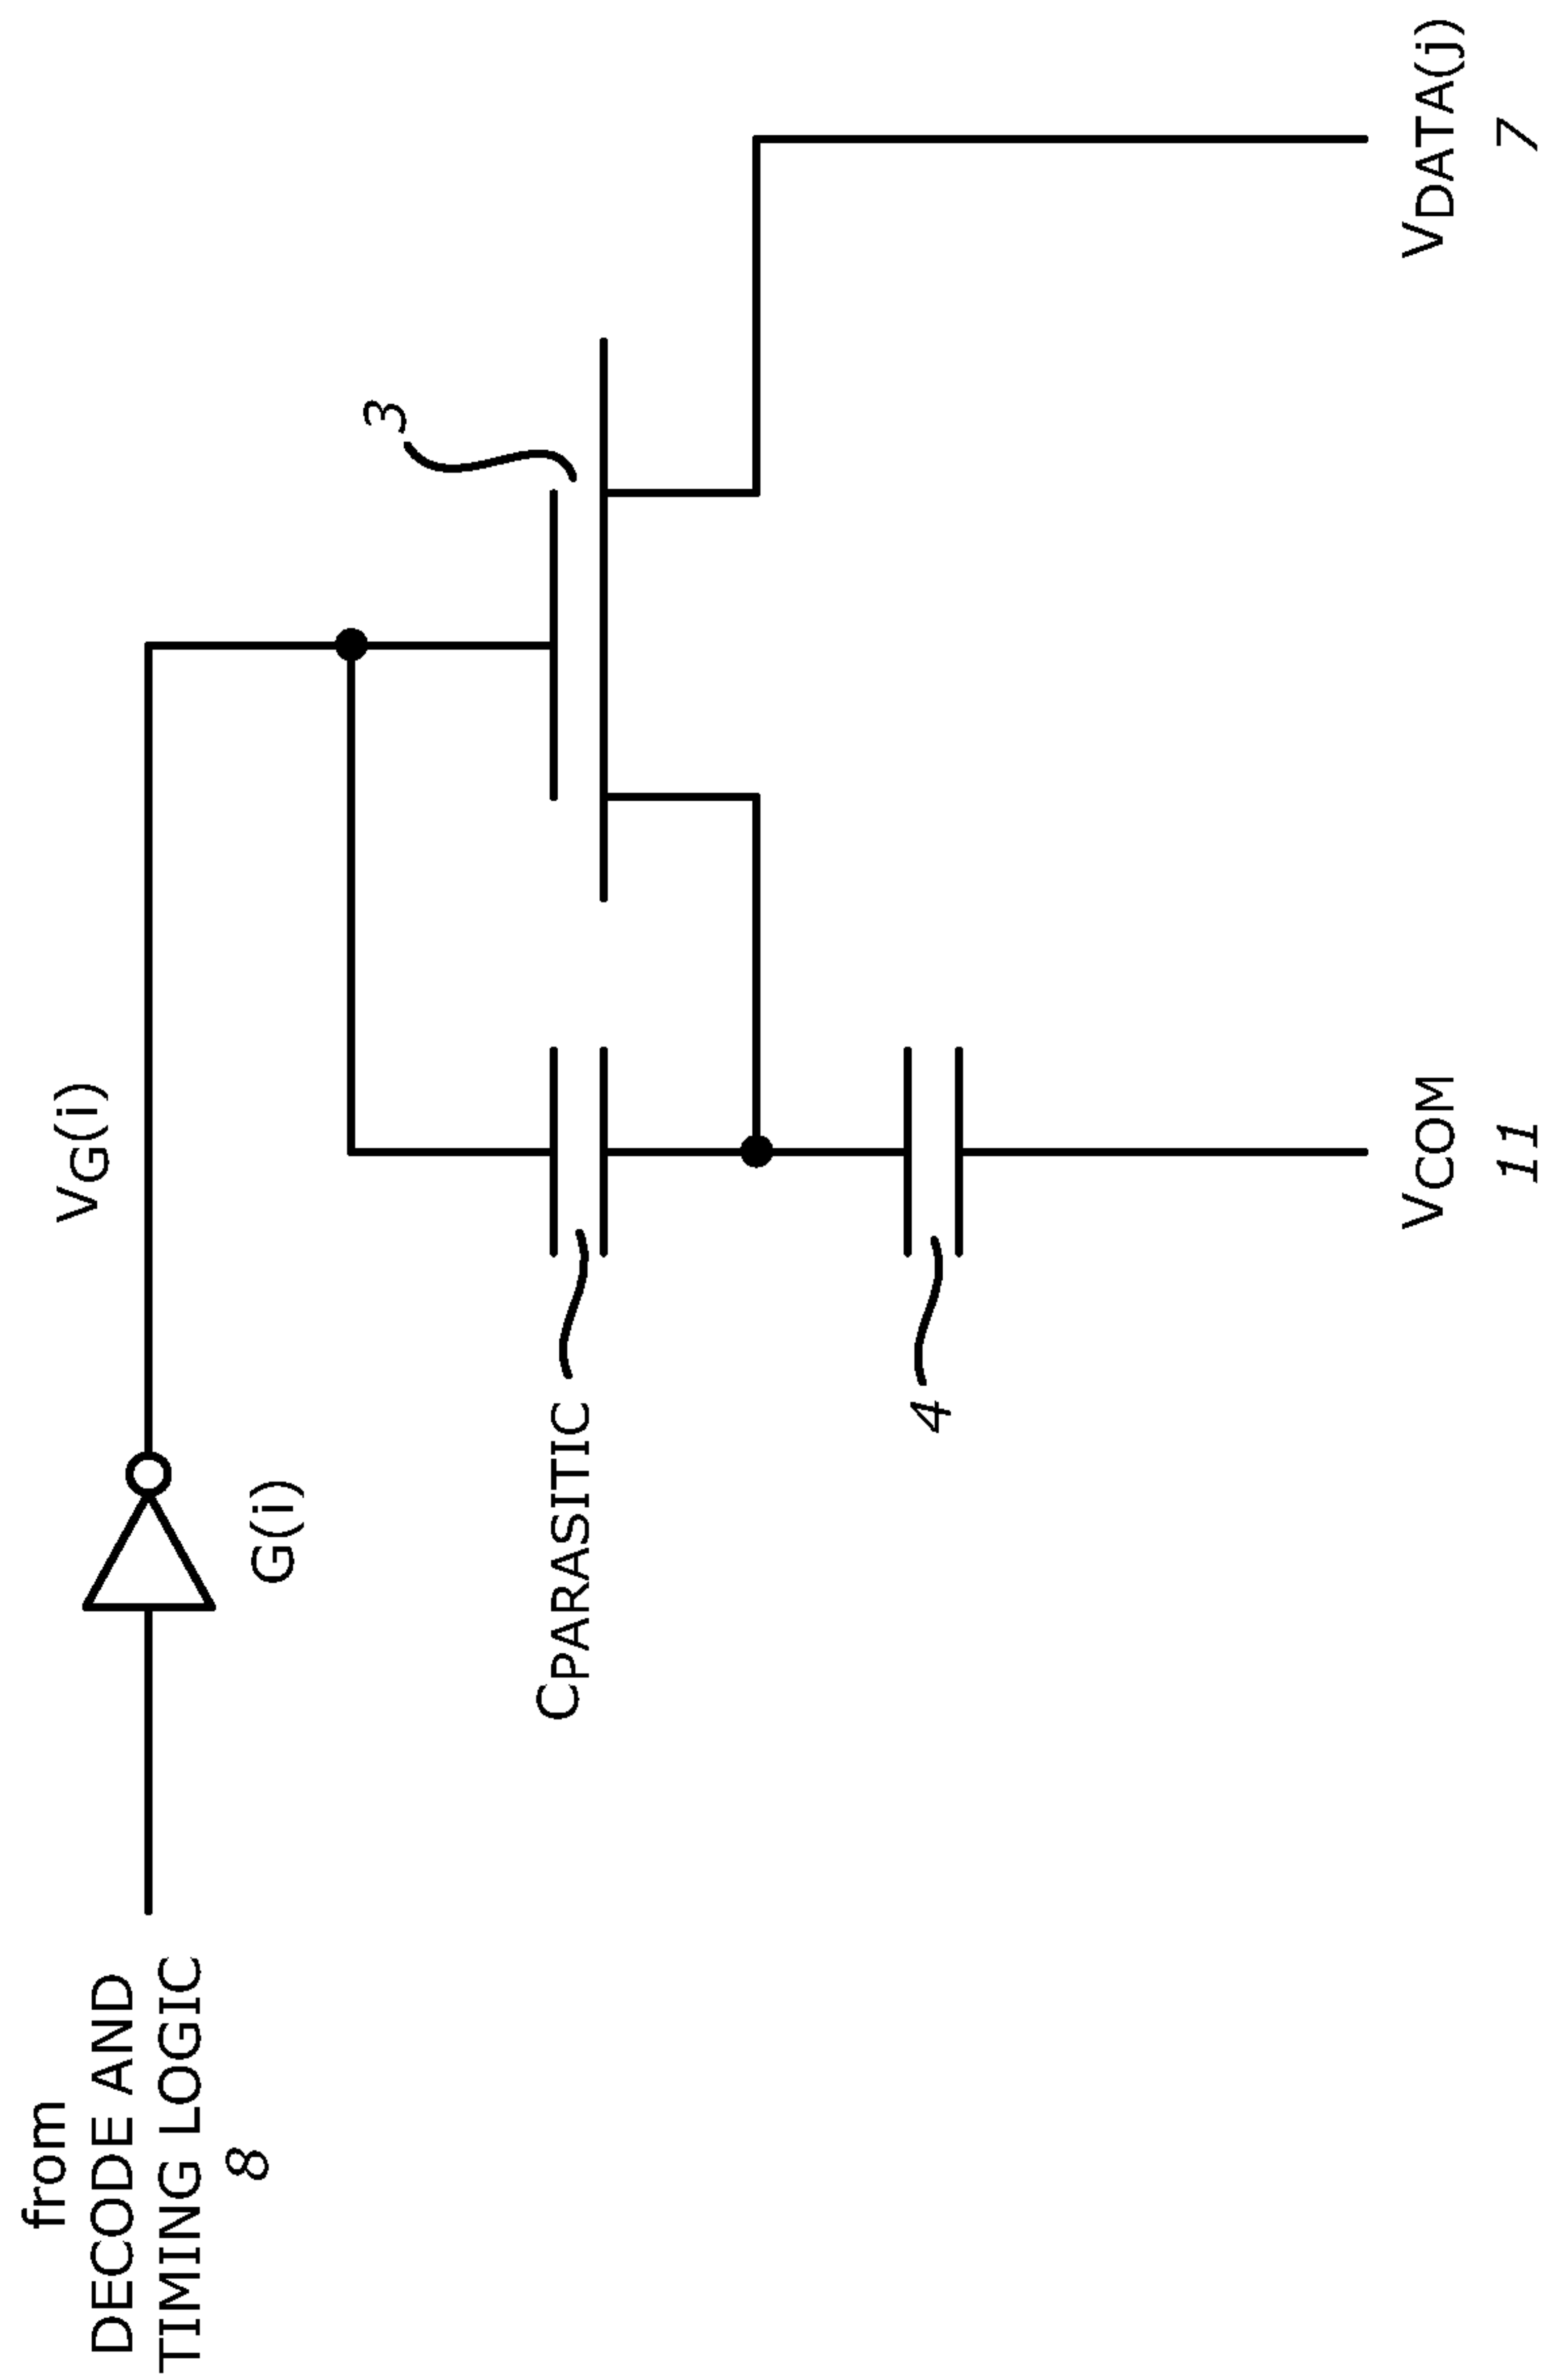 from
DECODE AND
TIMING LOGIC
8
VG(i)
G(i)
3
CPARASITIC
4
VCOM
11
VDATA(j)
7